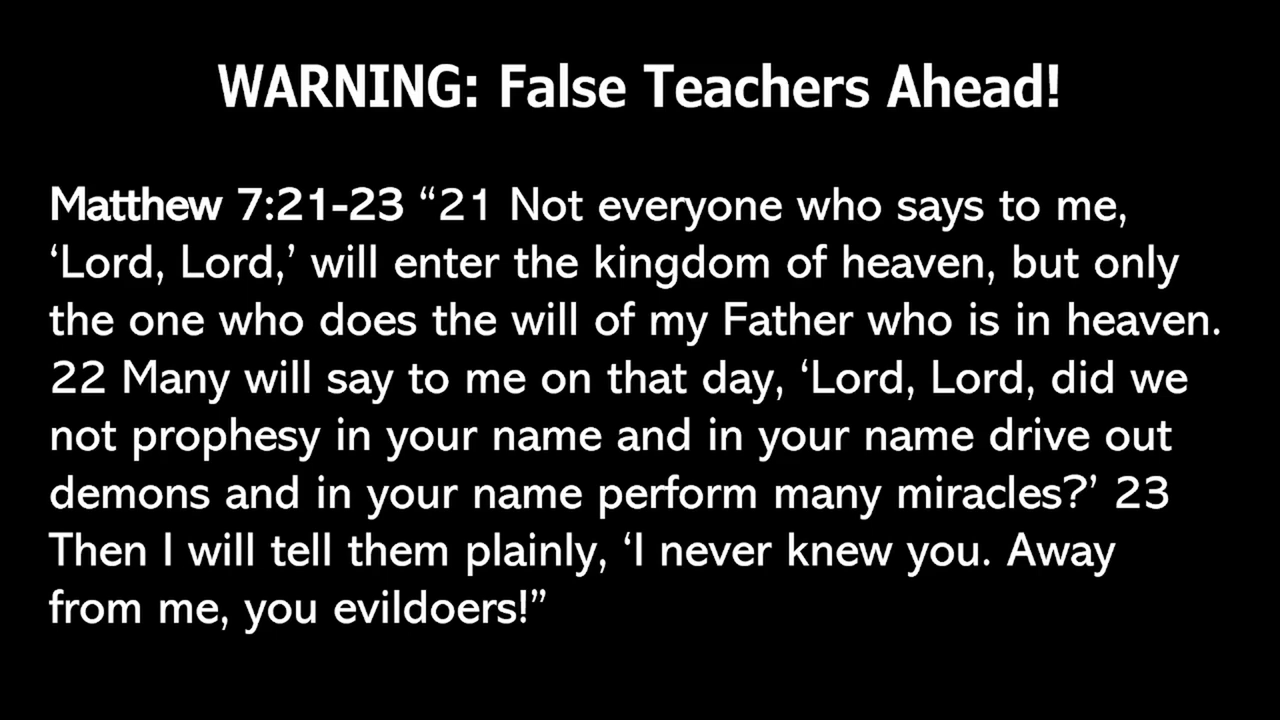 WARNING: False Teachers Ahead!
Matthew 7:21-23 “21 Not everyone who says to me,
‘Lord, Lord,’ will enter the kingdom of heaven, but only
the one who does the will of my Father who is in heaven.
22 Many will say to me on that day, ‘Lord, Lord, did we
not prophesy in your name and in your name drive out
demons and in your name perform many miracles?’ 23
Then I will tell them plainly, ‘I never knew you. Away
from me, you evildoers!”